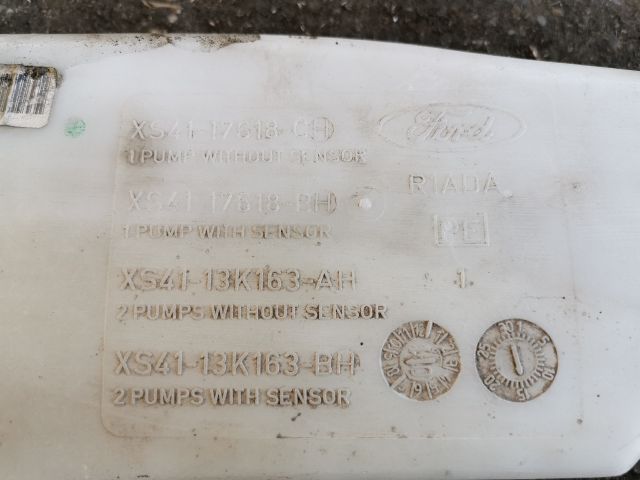 XS41-17618-CH
1 PUMP WITHOUT SENSOR
Ford
XS41-17618-BH
1 PUMP WITH SENSOR
R1ADA
PE
XS41-13K163-AH
2 PUMPS WITHOUT SENSOR
1
XS41-13K163-BH
2 PUMPS WITH SENSOR